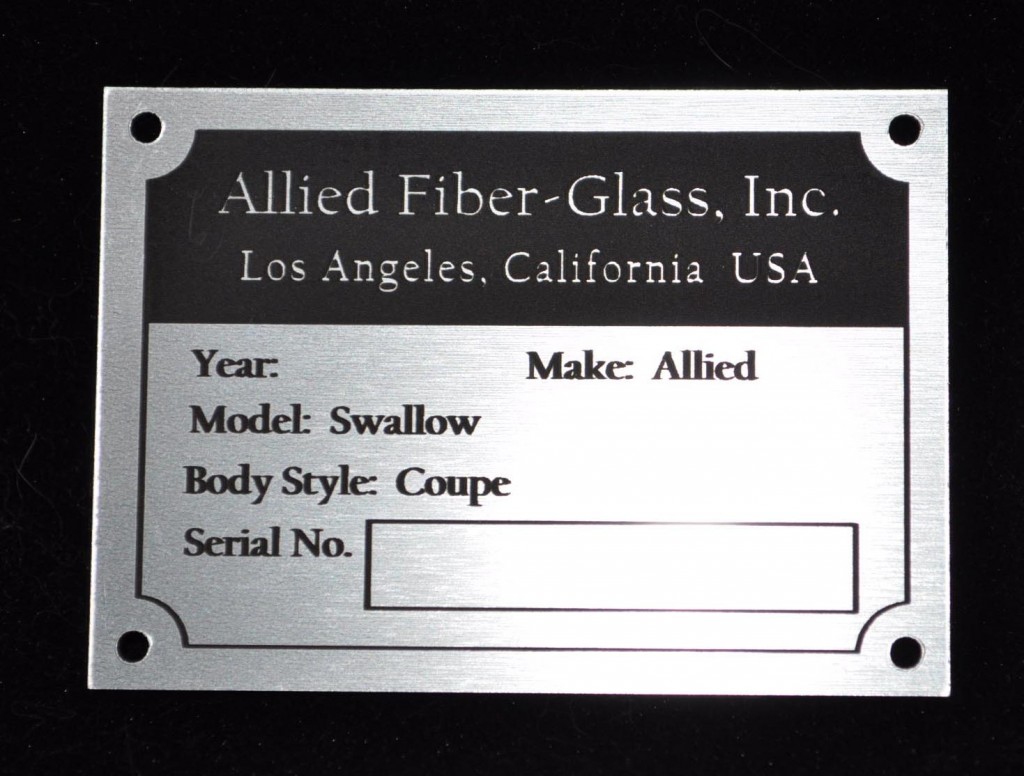 Allied Fiber-Glass, Inc.
Los Angeles, California USA
Year: Make: Allied
Model: Swallow
Body Style: Coupe
Serial No.